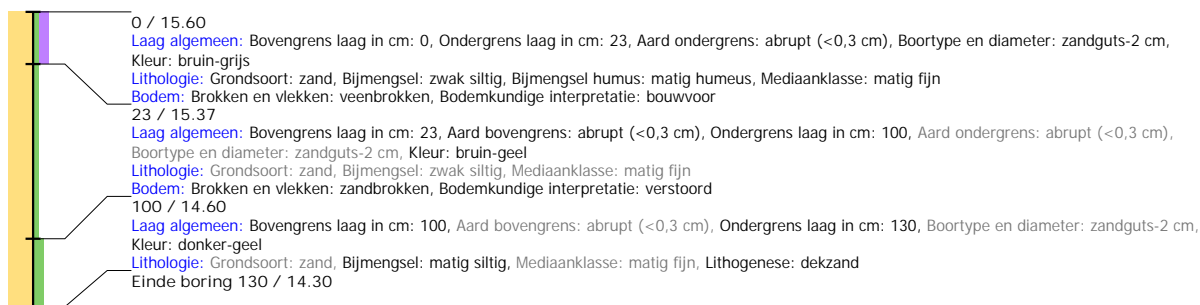 0 / 15.60
Laag algemeen: Bovengrens laag in cm: 0, Ondergrens laag in cm: 23, Aard ondergrens: abrupt (<0,3 cm), Boortype en diameter: zandguts-2 cm,
Kleur: bruin-grijs
Lithologie: Grondsoort: zand, Bijmengsel: zwak siltig, Bijmengsel humus: matig humeus, Mediaanklasse: matig fijn
Bodem: Brokken en vlekken: veenbrokken, Bodemkundige interpretatie: bouwvoor
23 / 15.37
Laag algemeen: Bovengrens laag in cm: 23, Aard bovengrens: abrupt (<0,3 cm), Ondergrens laag in cm: 100, Aard ondergrens: abrupt (<0,3 cm),
Boortype en diameter: zandguts-2 cm, Kleur: bruin-geel
Lithologie: Grondsoort: zand, Bijmengsel: zwak siltig, Mediaanklasse: matig fijn
Bodem: Brokken en vlekken: zandbrokken, Bodemkundige interpretatie: verstoord
100 / 14.60
Laag algemeen: Bovengrens laag in cm: 100, Aard bovengrens: abrupt (<0,3 cm), Ondergrens laag in cm: 130, Boortype en diameter: zandguts-2 cm,
Kleur: donker-geel
Lithologie: Grondsoort: zand, Bijmengsel: matig siltig, Mediaanklasse: matig fijn, Lithogenese: dekzand
Einde boring 130 / 14.30